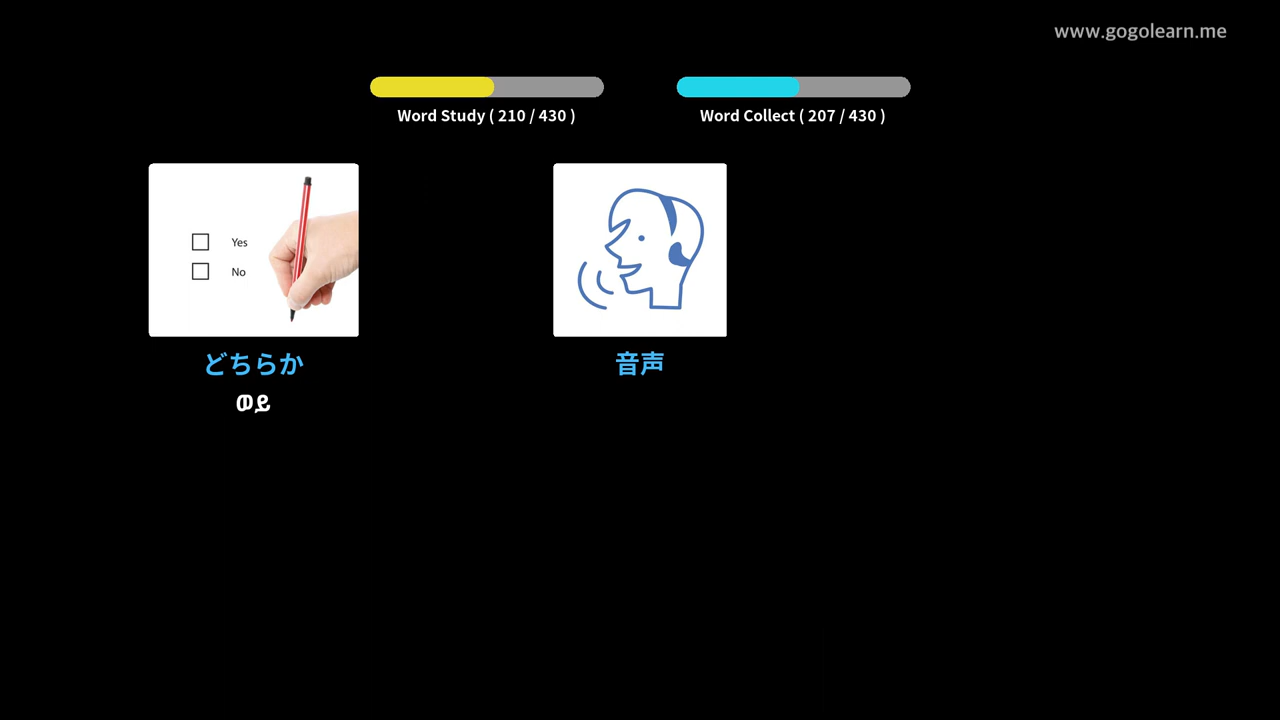 www.gogolearn.me
Word Study ( 210 / 430 )
Word Collect ( 207 / 430 )
Yes
No
どちらか
音声
ወይ